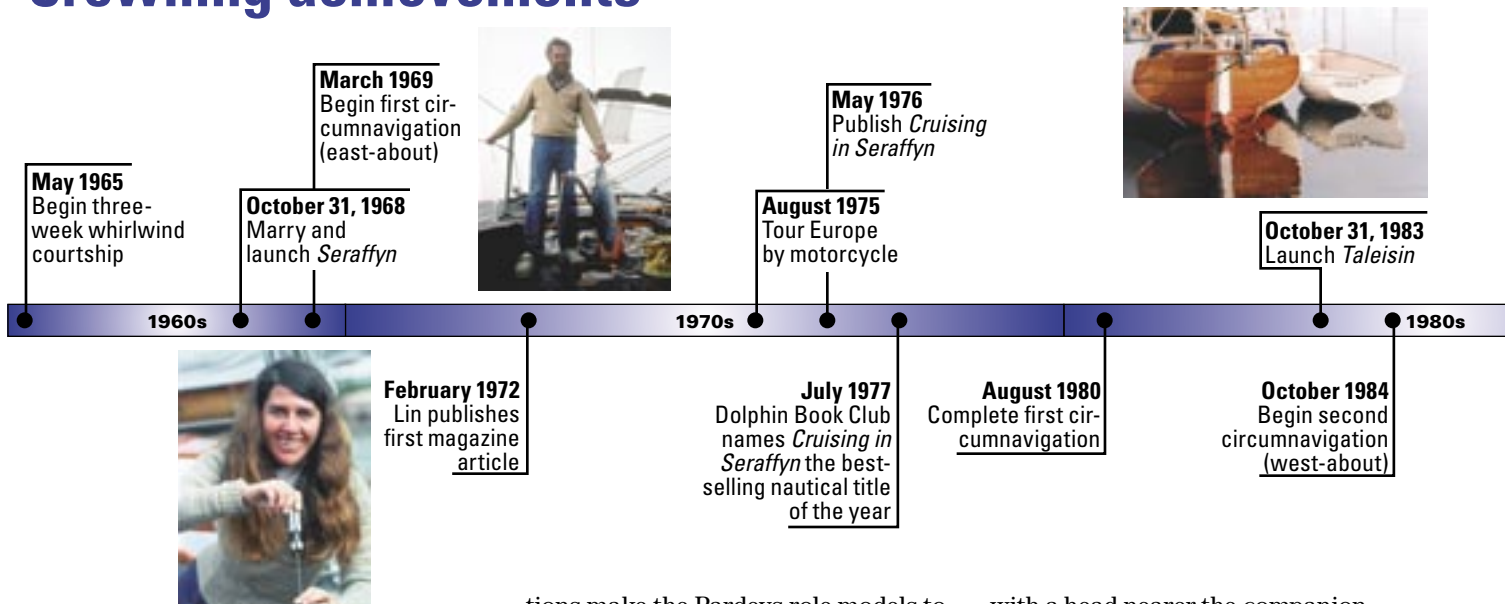 Crowning achievements
March 1969
Begin first cir-
cumnavigation
(east-about)
May 1976
Publish Cruising
in Seraffyn
May 1965
Begin three-
week whirlwind
courtship
October 31, 1968
Marry and
launch Seraffyn
August 1975
Tour Europe
by motorcycle
October 31, 1983
Launch Taleisin
1960s
1970s
1980s
February 1972
Lin publishes
first magazine
article
July 1977
Dolphin Book Club
names Cruising in
Seraffyn the best-
selling nautical title
of the year
August 1980
Complete first cir-
cumnavigation
October 1984
Begin second
circumnavigation
(west-about)
tions make the Pardeys role models to
with a head nearer the companion